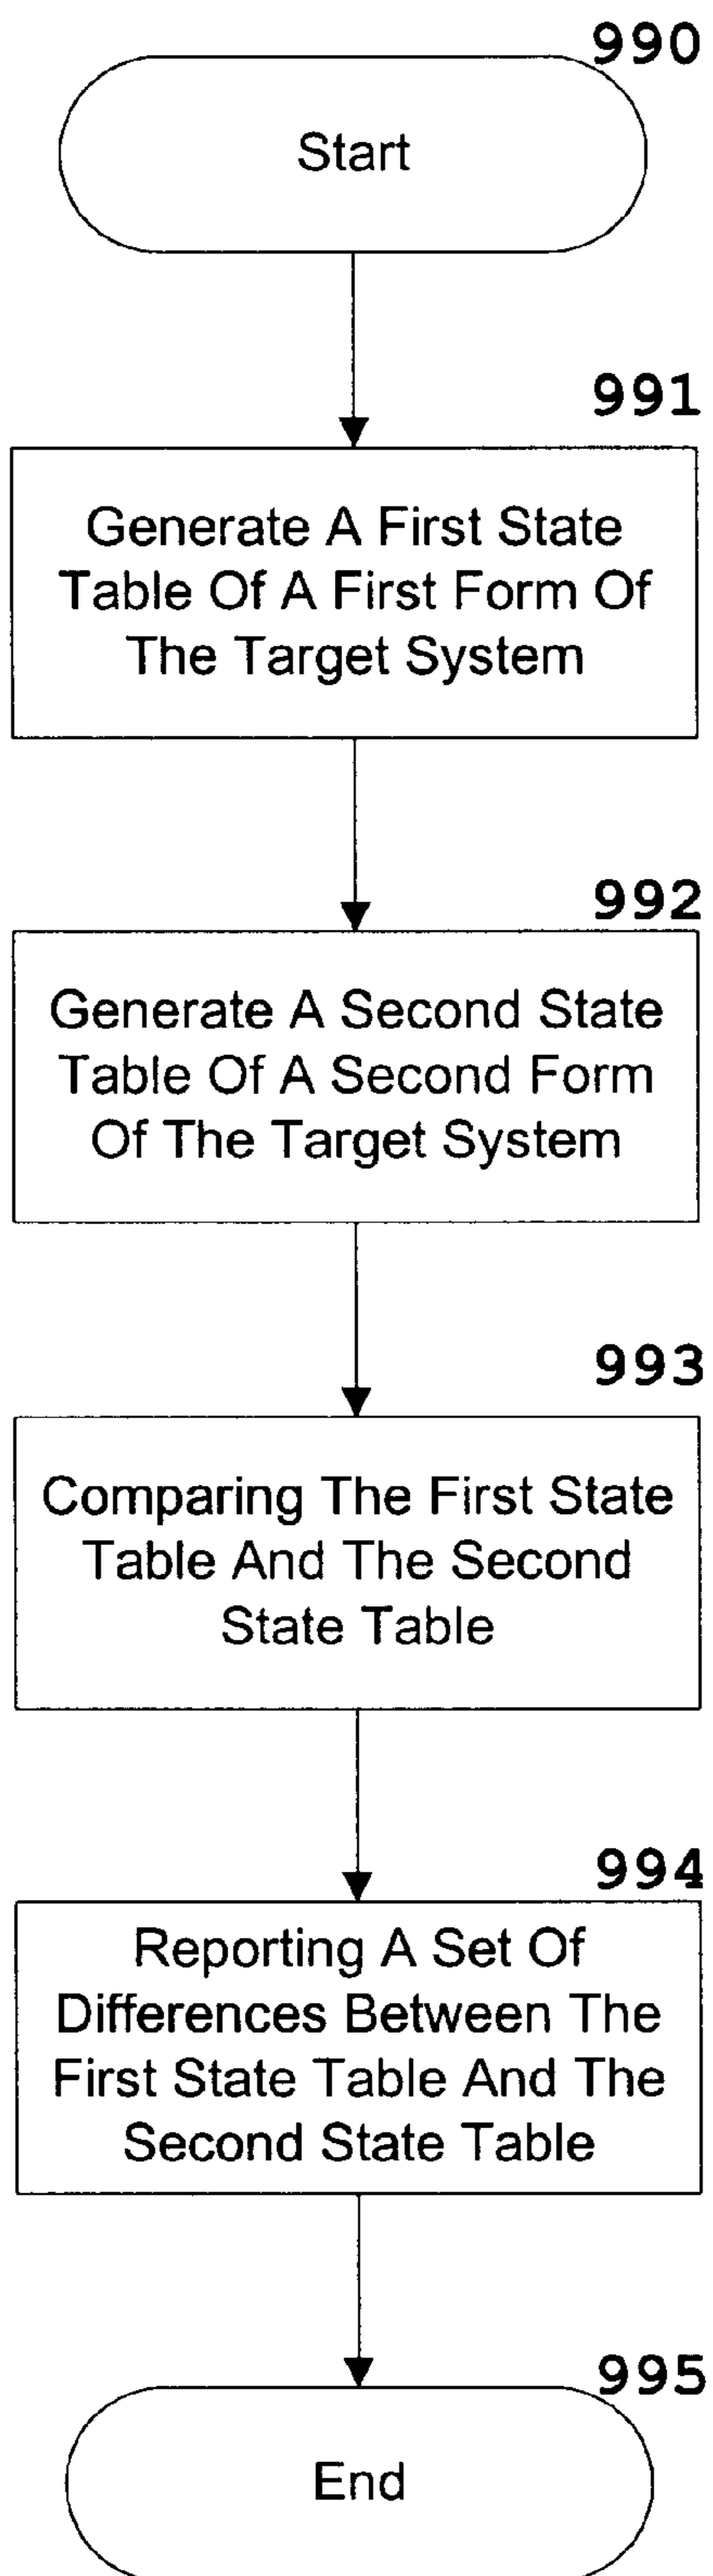 990
Start
991
Generate A First State
Table Of A First Form Of
The Target System
992
Generate A Second State
Table Of A Second Form
Of The Target System
993
Comparing The First State
Table And The Second
State Table
994
Reporting A Set Of
Differences Between The
First State Table And The
Second State Table
995
End